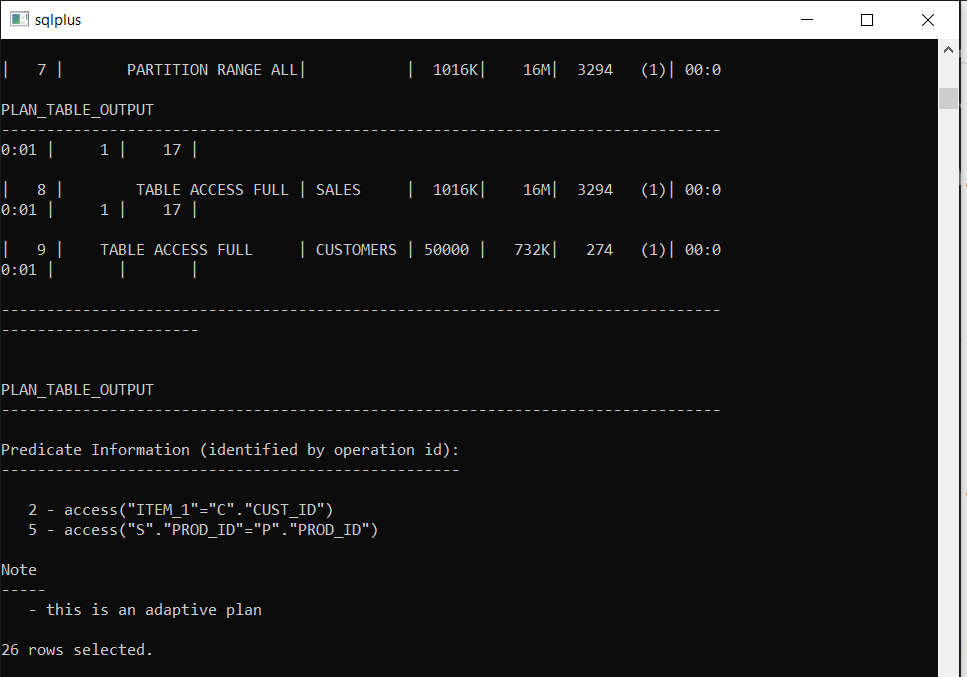 sqlplus
|   7 |       PARTITION RANGE ALL|           |  1016K|    16M|  3294   (1)| 00:0
PLAN_TABLE_OUTPUT
--------------------------------------------------------------------------------
0:01 |     1 |    17 |
|   8 |        TABLE ACCESS FULL | SALES     |  1016K|    16M|  3294   (1)| 00:0
0:01 |     1 |    17 |
|   9 |    TABLE ACCESS FULL     | CUSTOMERS | 50000 |   732K|   274   (1)| 00:0
0:01 |       |       |
--------------------------------------------------------------------------------
----------------------
PLAN_TABLE_OUTPUT
--------------------------------------------------------------------------------
Predicate Information (identified by operation id):
---------------------------------------------------
   2 - access("ITEM_1"="C"."CUST_ID")
   5 - access("S"."PROD_ID"="P"."PROD_ID")
Note
-----
   - this is an adaptive plan
26 rows selected.